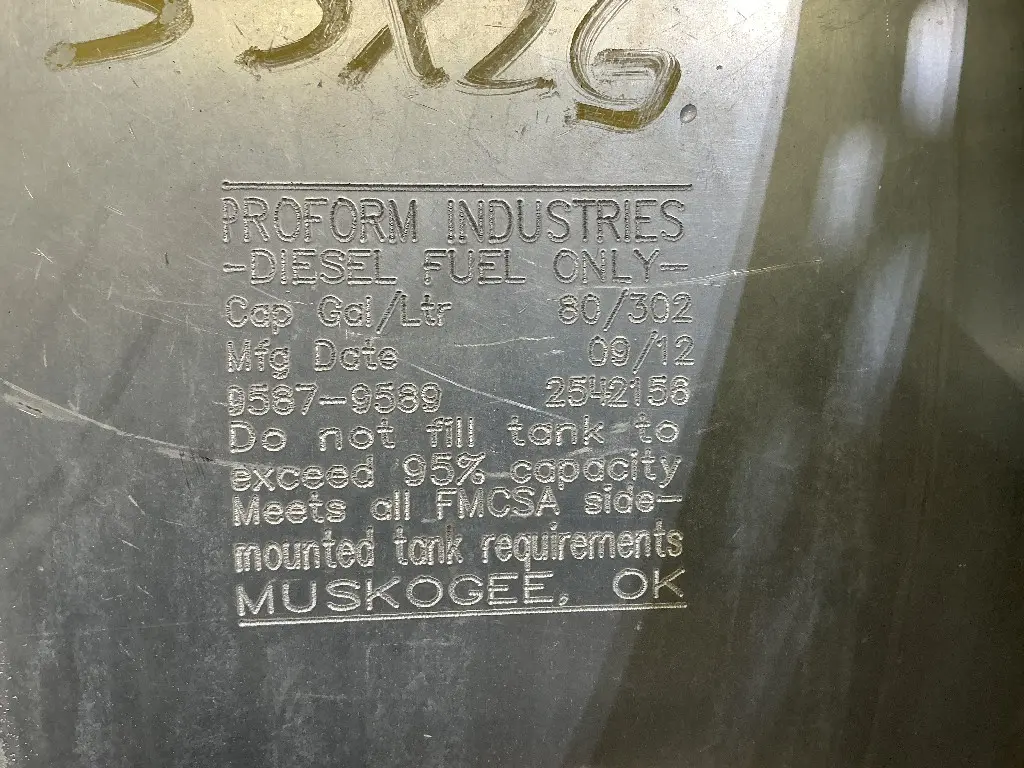 PROFORM INDUSTRIES
-DIESEL FUEL ONLY-
Cap Gal/Ltr 80/302
Mfg Date 09/12
9587-9589 2542158
Do not fill tank to
exceed 95% capacity
Meets all FMCSA side-
mounted tank requirements
MUSKOGEE, OK